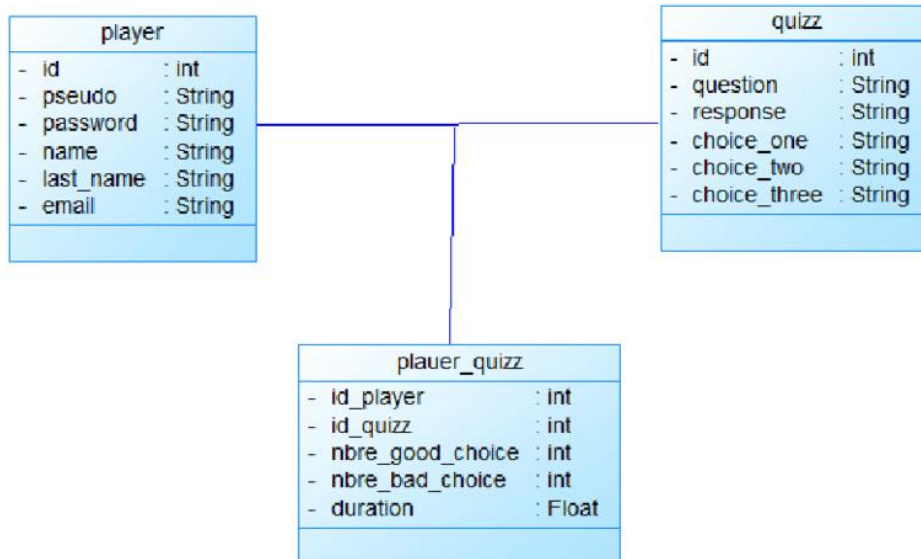 player
- id : int
- pseudo : String
- password : String
- name : String
- last_name : String
- email : String
quizz
- id : int
- question : String
- response : String
- choice_one : String
- choice_two : String
- choice_three : String
plauer_quizz
- id_player : int
- id_quizz : int
- nbre_good_choice : int
- nbre_bad_choice : int
- duration : Float